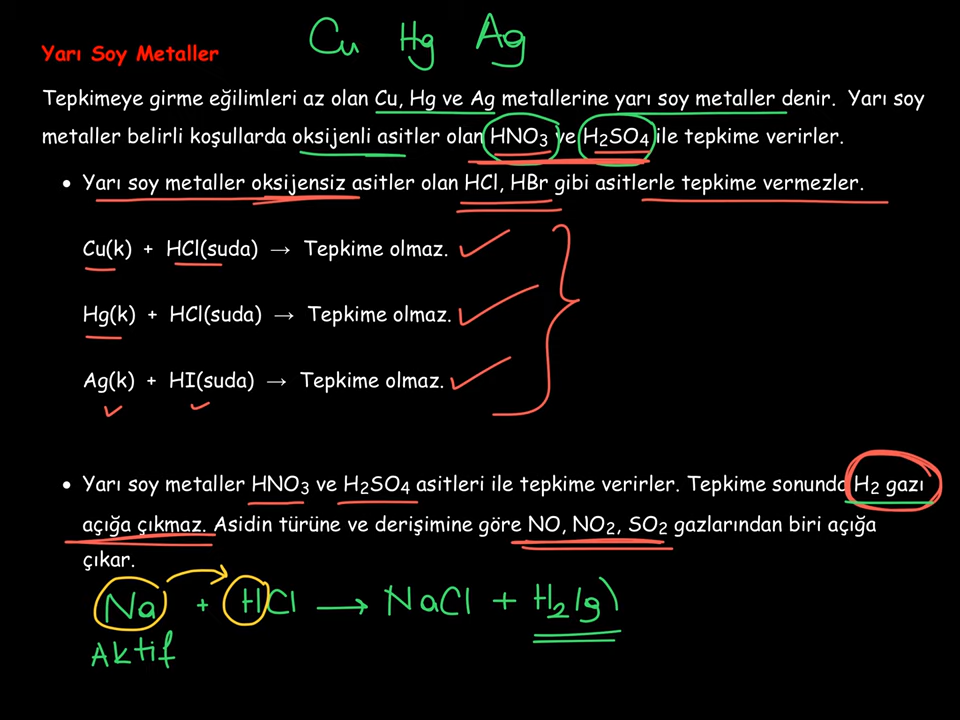 Cu Hg Ag
Yarı Soy Metaller
Tepkimeye girme eğilimleri az olan Cu, Hg ve Ag metallerine yarı soy metaller denir. Yarı soy
metaller belirli koşullarda oksijenli asitler olan HNO₃ ve H₂SO₄ ile tepkime verirler.
• Yarı soy metaller oksijensiz asitler olan HCl, HBr gibi asitlerle tepkime vermezler.
Cu(k) + HCl(suda) → Tepkime olmaz.
Hg(k) + HCl(suda) → Tepkime olmaz.
Ag(k) + HI(suda) → Tepkime olmaz.
• Yarı soy metaller HNO₃ ve H₂SO₄ asitleri ile tepkime verirler. Tepkime sonunda H₂ gazı
açığa çıkmaz. Asidin türüne ve derişimine göre NO, NO₂, SO₂ gazlarından biri açığa
çıkar.
Na + HCl → NaCl + H₂(g)
Aktif